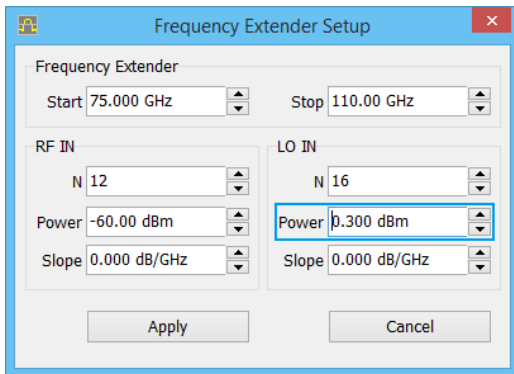 Frequency Extender Setup
Frequency Extender
Start 75.000 GHz Stop 110.00 GHz
RF IN LO IN
N 12 N 16
Power -60.00 dBm Power 0.300 dBm
Slope 0.000 dB/GHz Slope 0.000 dB/GHz
Apply Cancel